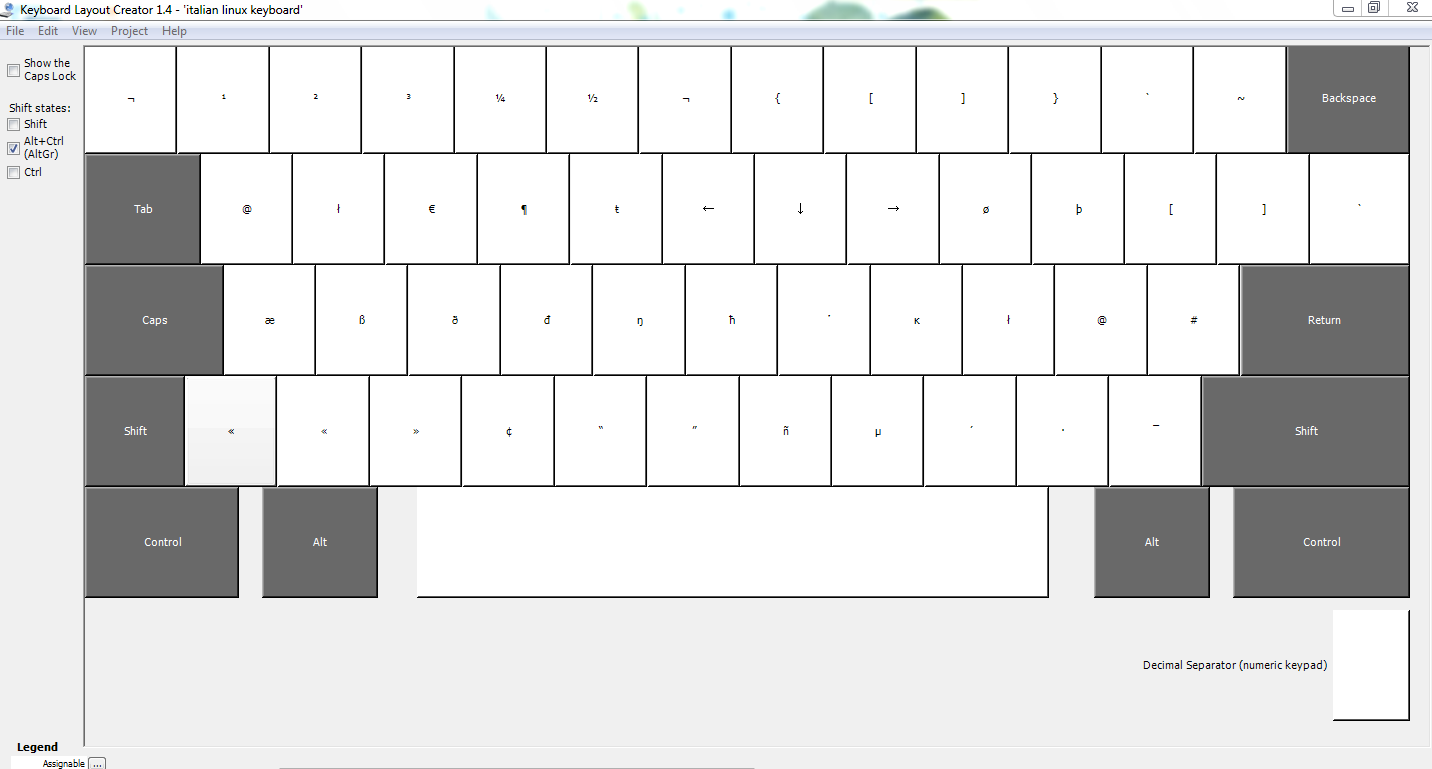 Keyboard Layout Creator 1.4 - 'italian linux keyboard'
File Edit View Project Help
Show the
Caps Lock
Shift states:
Shift
Alt+Ctrl
(AltGr)
Ctrl
¬ ¹ ² ³ ¼ ½ ¬ { [ ] } ` ~ Backspace
Tab @ ł € ¶ ŧ ← ↓ → ø þ [ ] `
Caps æ ß ð đ ŋ ħ ˙ ĸ ł @ # Return
Shift « « » ¢ “ ” ñ µ ´ · ¯ Shift
Control Alt Alt Control
Decimal Separator (numeric keypad)
Legend
Assignable ...